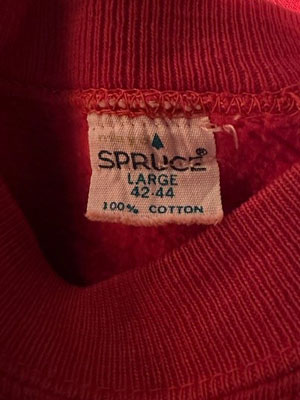 SPRUCE®
LARGE
42-44
100% COTTON